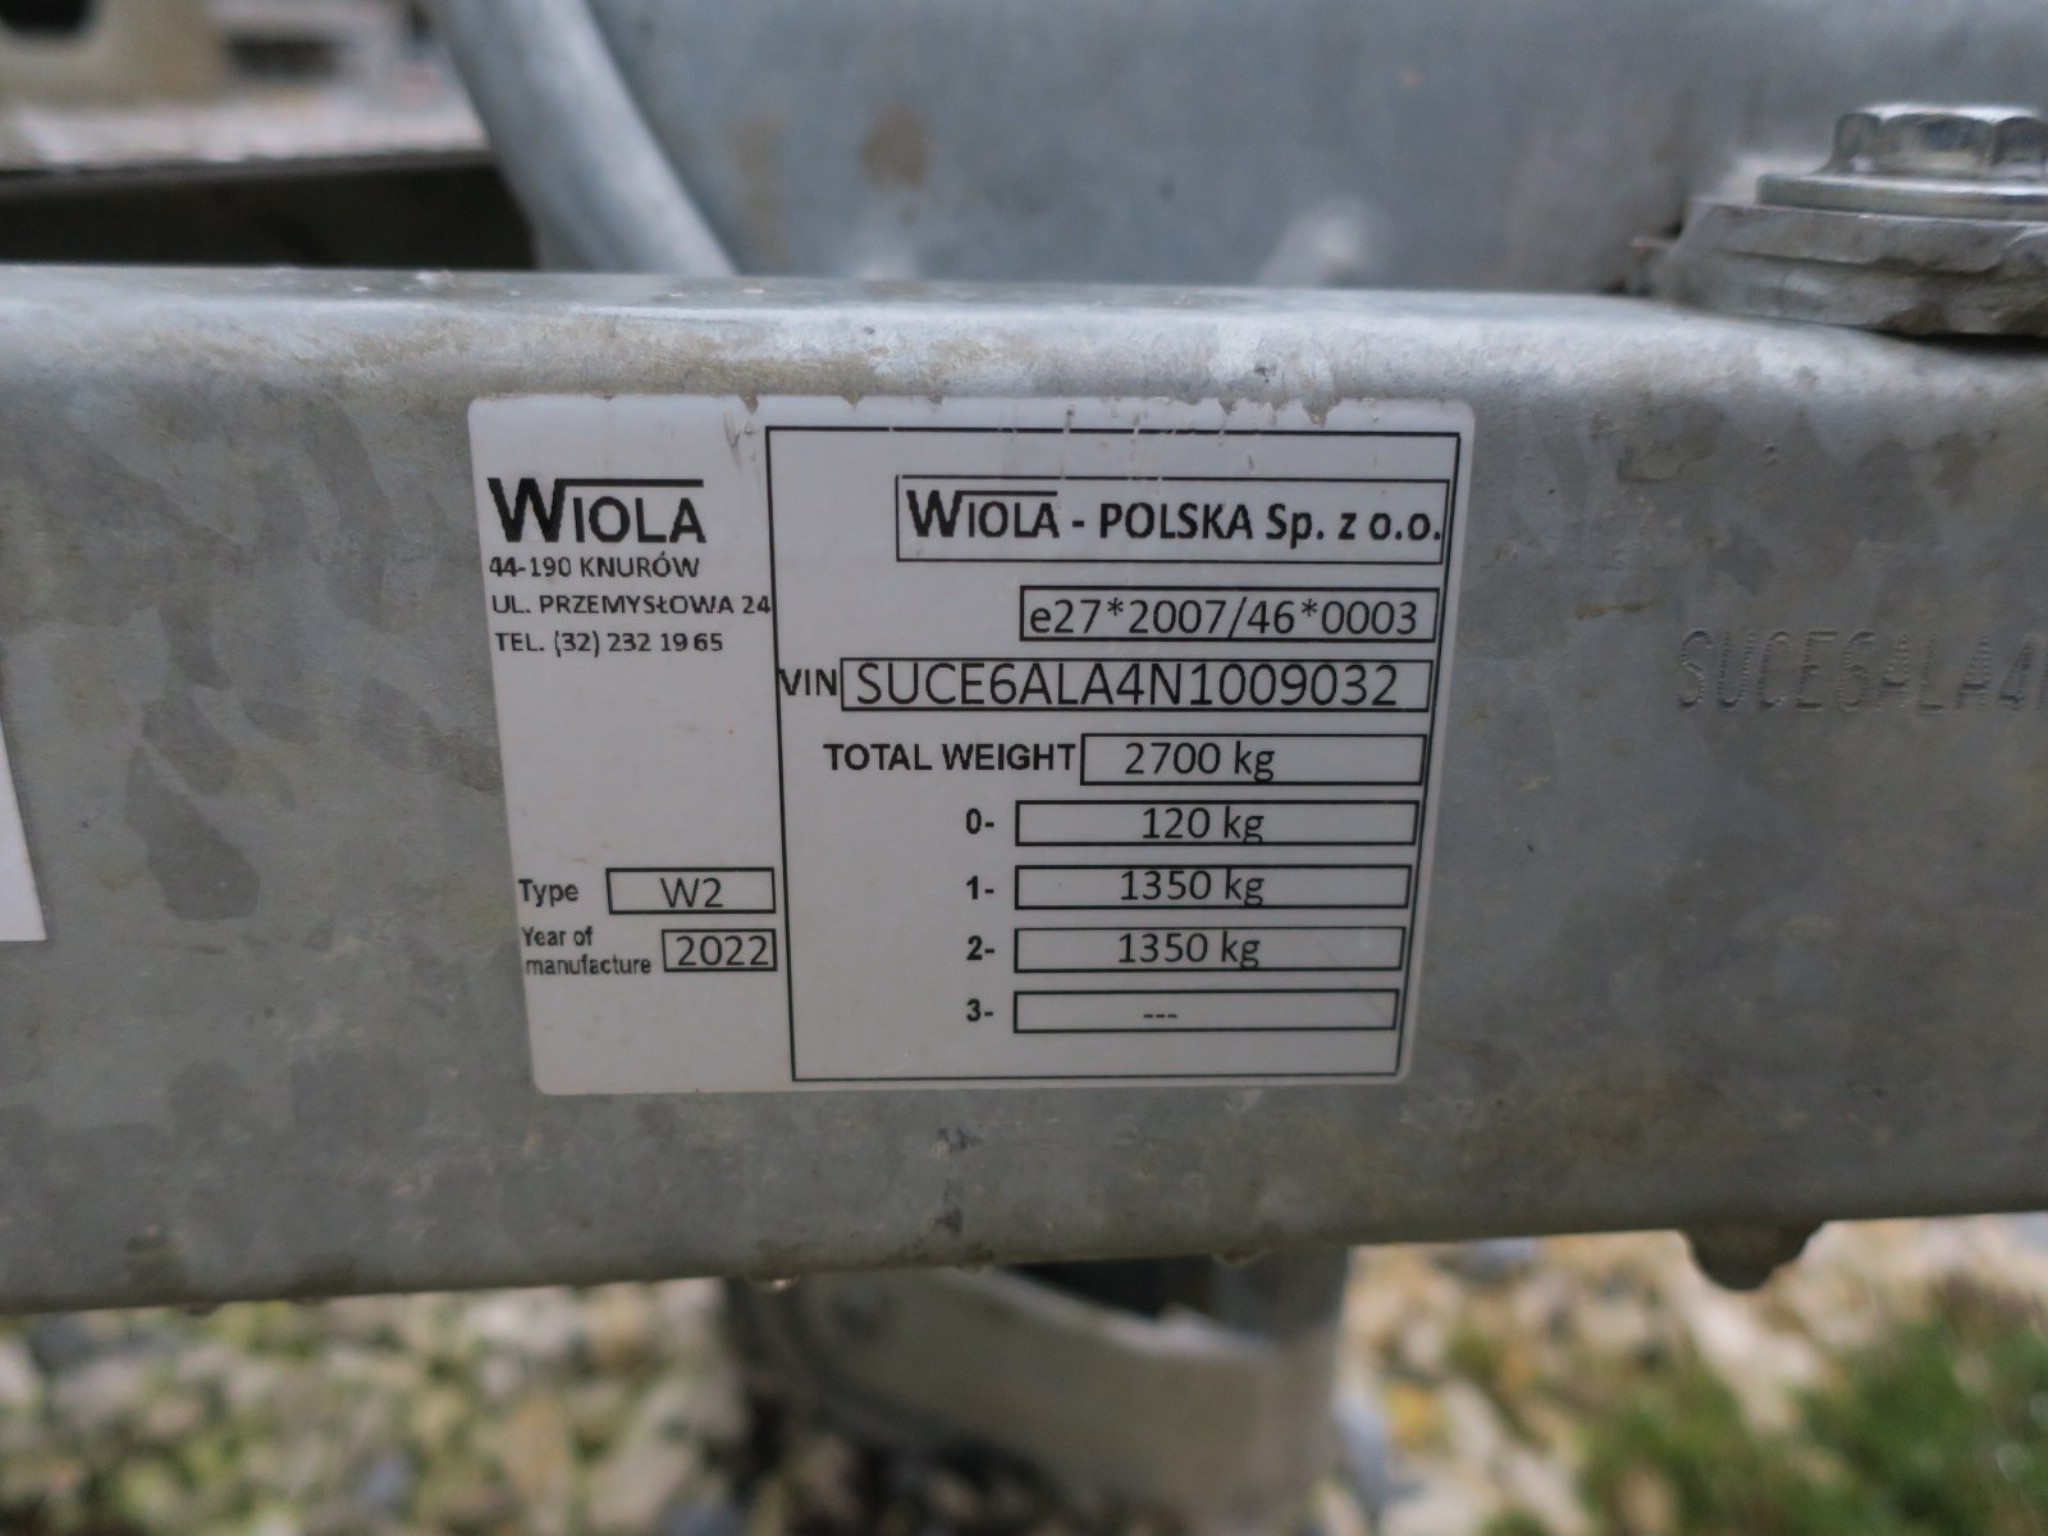 WIOLA
44-190 KNURÓW
UL. PRZEMYSŁOWA 24
TEL. (32) 232 19 65
Type W2
Year of
manufacture 2022
WIOLA - POLSKA Sp. z o.o.
e27*2007/46*0003
VIN SUCE6ALA4N1009032
TOTAL WEIGHT 2700 kg
0- 120 kg
1- 1350 kg
2- 1350 kg
3- ---
SUCE6ALA4